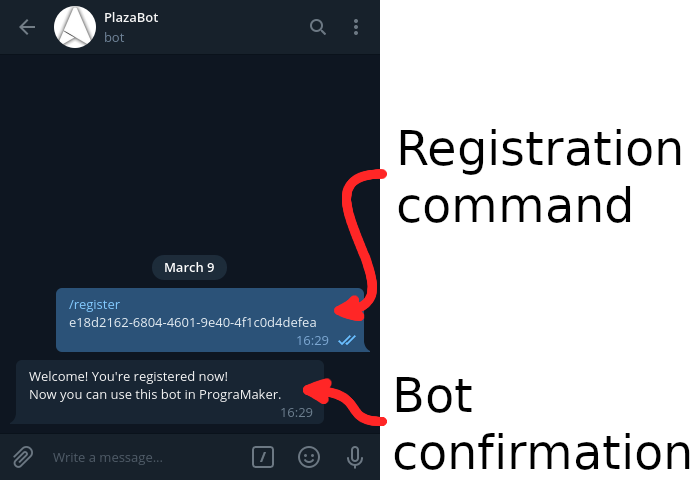 PlazaBot
bot
March 9
/register
e18d2162-6804-4601-9e40-4f1c0d4defea
16:29
Welcome! You're registered now!
Now you can use this bot in PrograMaker.
16:29
Write a message...
Registration
command
Bot
confirmation